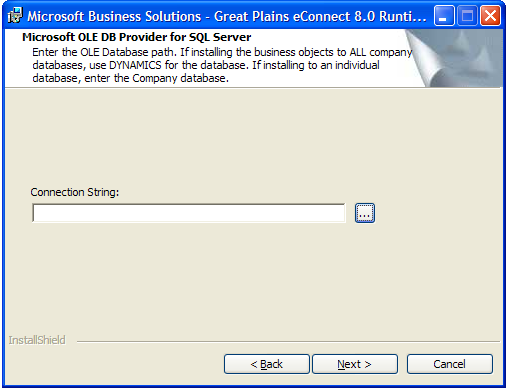 Microsoft Business Solutions - Great Plains eConnect 8.0 Runti...
Microsoft OLE DB Provider for SQL Server
Enter the OLE Database path. If installing the business objects to ALL company
databases, use DYNAMICS for the database. If installing to an individual
database, enter the Company database.
Connection String:
...
InstallShield
< Back Next > Cancel